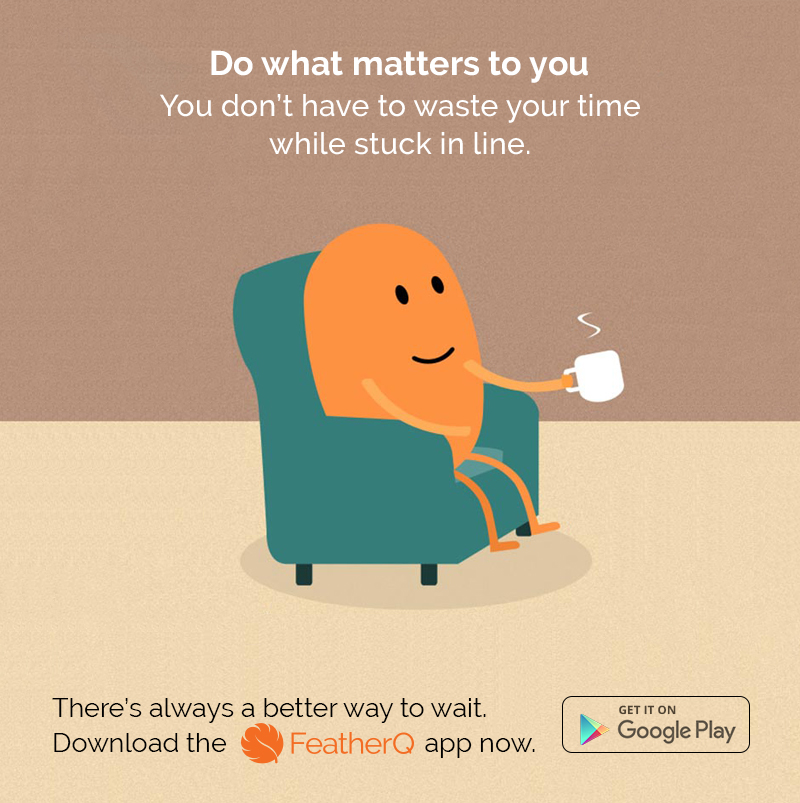 Do what matters to you
You don't have to waste your time
while stuck in line.
There's always a better way to wait.
Download the FeatherQ app now.
GET IT ON
Google Play